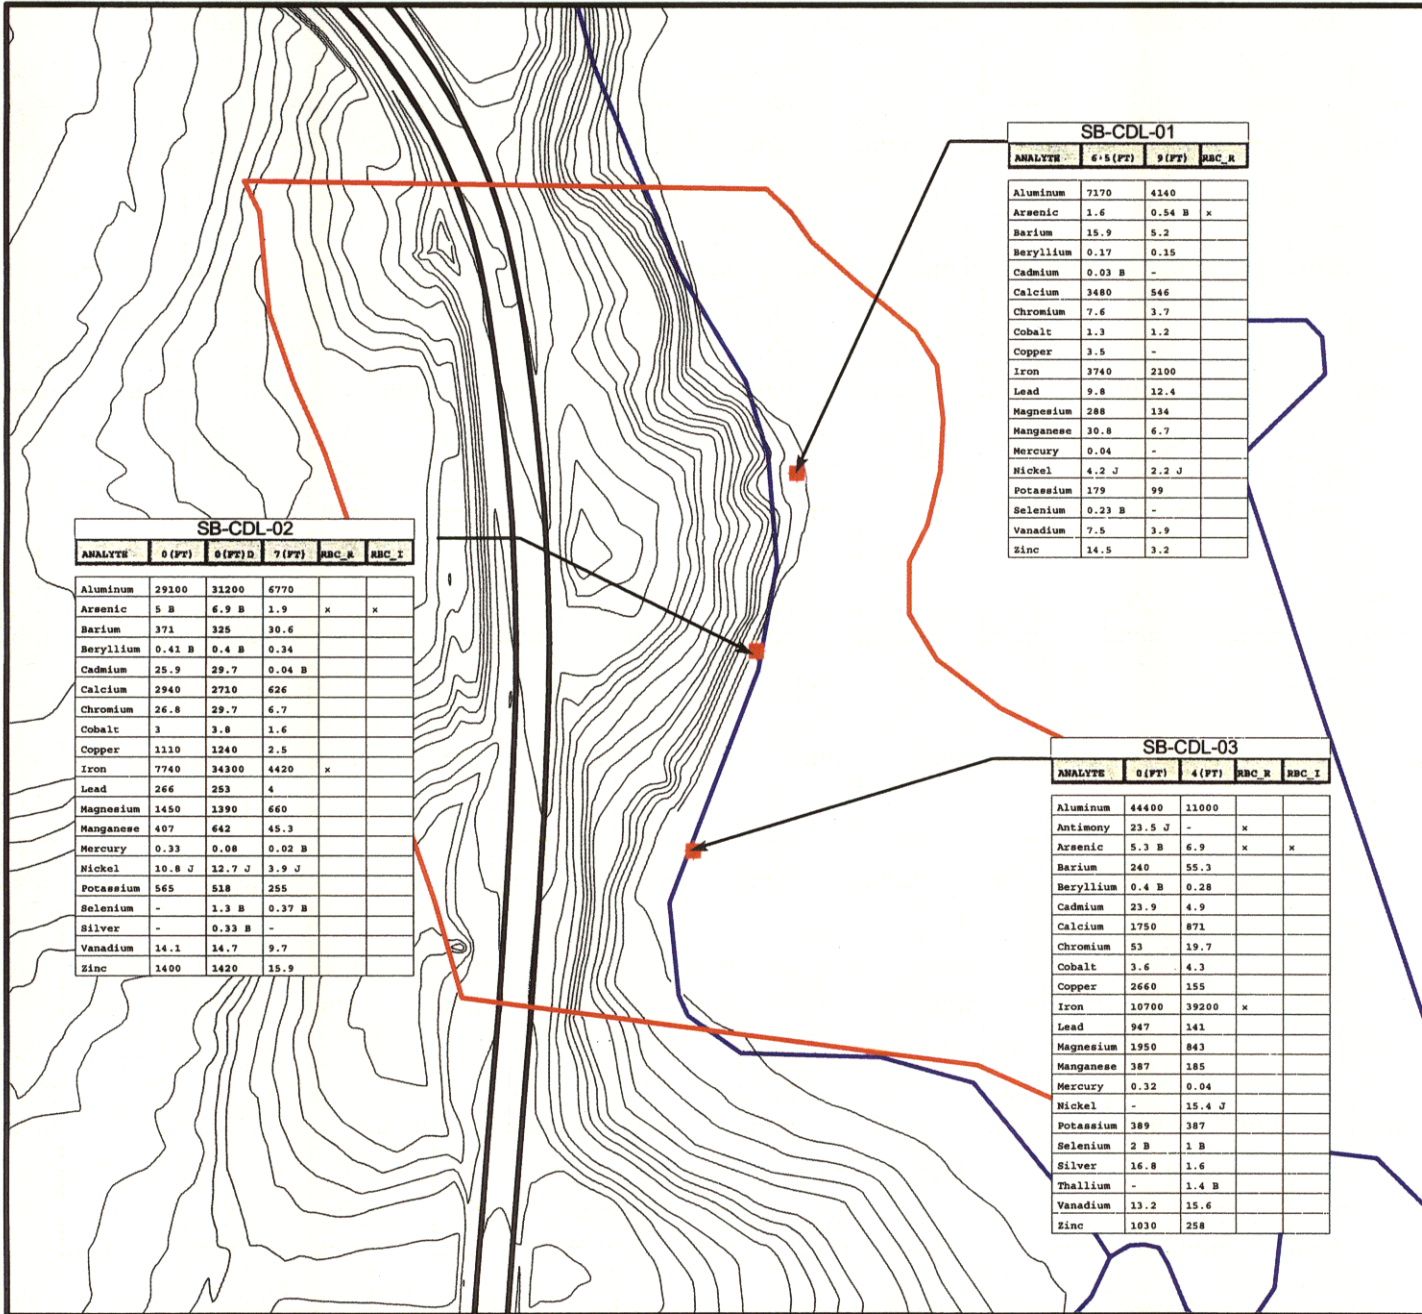 SB-CDL-01
ANALYTE 6.5(FT) 9(FT) RBC_R
Aluminum 7170 4140
Arsenic 1.6 0.54 B x
Barium 15.9 5.2
Beryllium 0.17 0.15
Cadmium 0.03 B -
Calcium 3480 546
Chromium 7.6 3.7
Cobalt 1.3 1.2
Copper 3.5 -
Iron 3740 2100
Lead 9.8 12.4
Magnesium 288 134
Manganese 30.8 6.7
Mercury 0.04 -
Nickel 4.2 J 2.2 J
Potassium 179 99
Selenium 0.23 B -
Vanadium 7.5 3.9
Zinc 14.5 3.2
SB-CDL-02
ANALYTE 0(FT) 0(FT)D 7(FT) RBC_R RBC_I
Aluminum 29100 31200 6770
Arsenic 5 B 6.9 B 1.9 x x
Barium 371 325 30.6
Beryllium 0.41 B 0.4 B 0.34
Cadmium 25.9 29.7 0.04 B
Calcium 2940 2710 626
Chromium 26.8 29.7 6.7
Cobalt 3 3.8 1.6
Copper 1110 1240 2.5
Iron 7740 34300 4420 x
Lead 266 253 4
Magnesium 1450 1390 660
Manganese 407 642 45.3
Mercury 0.33 0.08 0.02 B
Nickel 10.8 J 12.7 J 3.9 J
Potassium 565 518 255
Selenium - 1.3 B 0.37 B
Silver - 0.33 B -
Vanadium 14.1 14.7 9.7
Zinc 1400 1420 15.9
SB-CDL-03
ANALYTE 0(FT) 4(FT) RBC_R RBC_I
Aluminum 44400 11000
Antimony 23.5 J - x
Arsenic 5.3 B 6.9 x x
Barium 240 55.3
Beryllium 0.4 B 0.28
Cadmium 23.9 4.9
Calcium 1750 871
Chromium 53 19.7
Cobalt 3.6 4.3
Copper 2660 155
Iron 10700 39200 x
Lead 947 141
Magnesium 1950 843
Manganese 387 185
Mercury 0.32 0.04
Nickel - 15.4 J
Potassium 389 387
Selenium 2 B 1 B
Silver 16.8 1.6
Thallium - 1.4 B
Vanadium 13.2 15.6
Zinc 1030 258